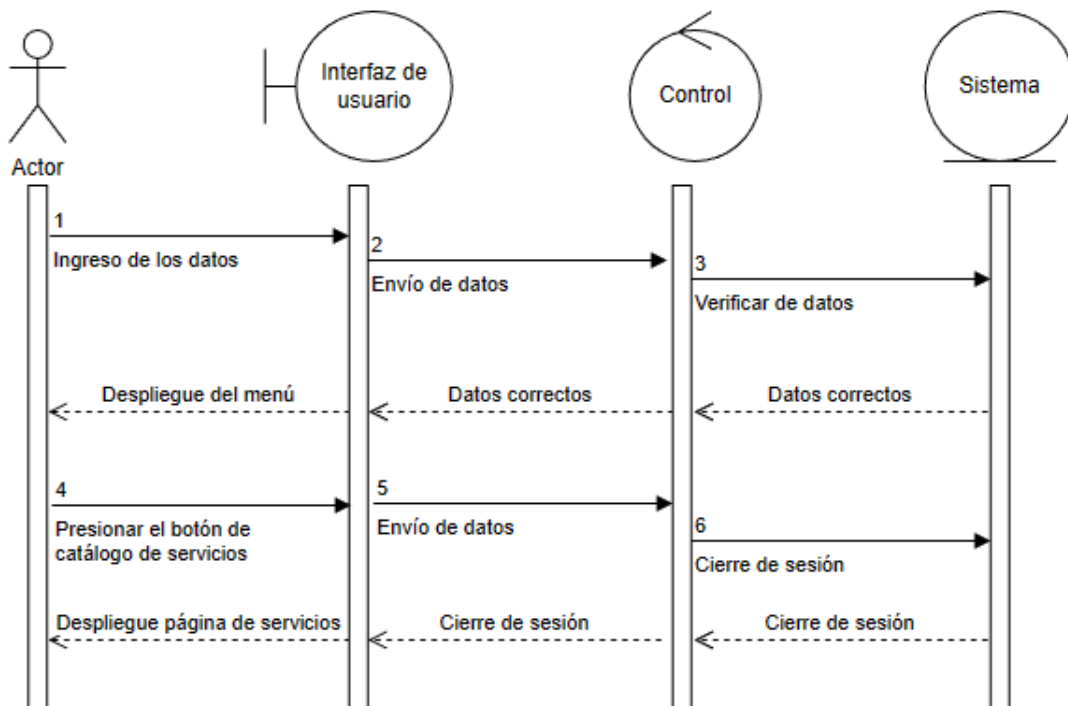 Interfaz de
usuario
Control
Sistema
Actor
1
Ingreso de los datos
2
Envío de datos
3
Verificar de datos
Despliegue del menú
Datos correctos
Datos correctos
4
Presionar el botón de
catálogo de servicios
5
Envío de datos
6
Cierre de sesión
Despliegue página de servicios
Cierre de sesión
Cierre de sesión